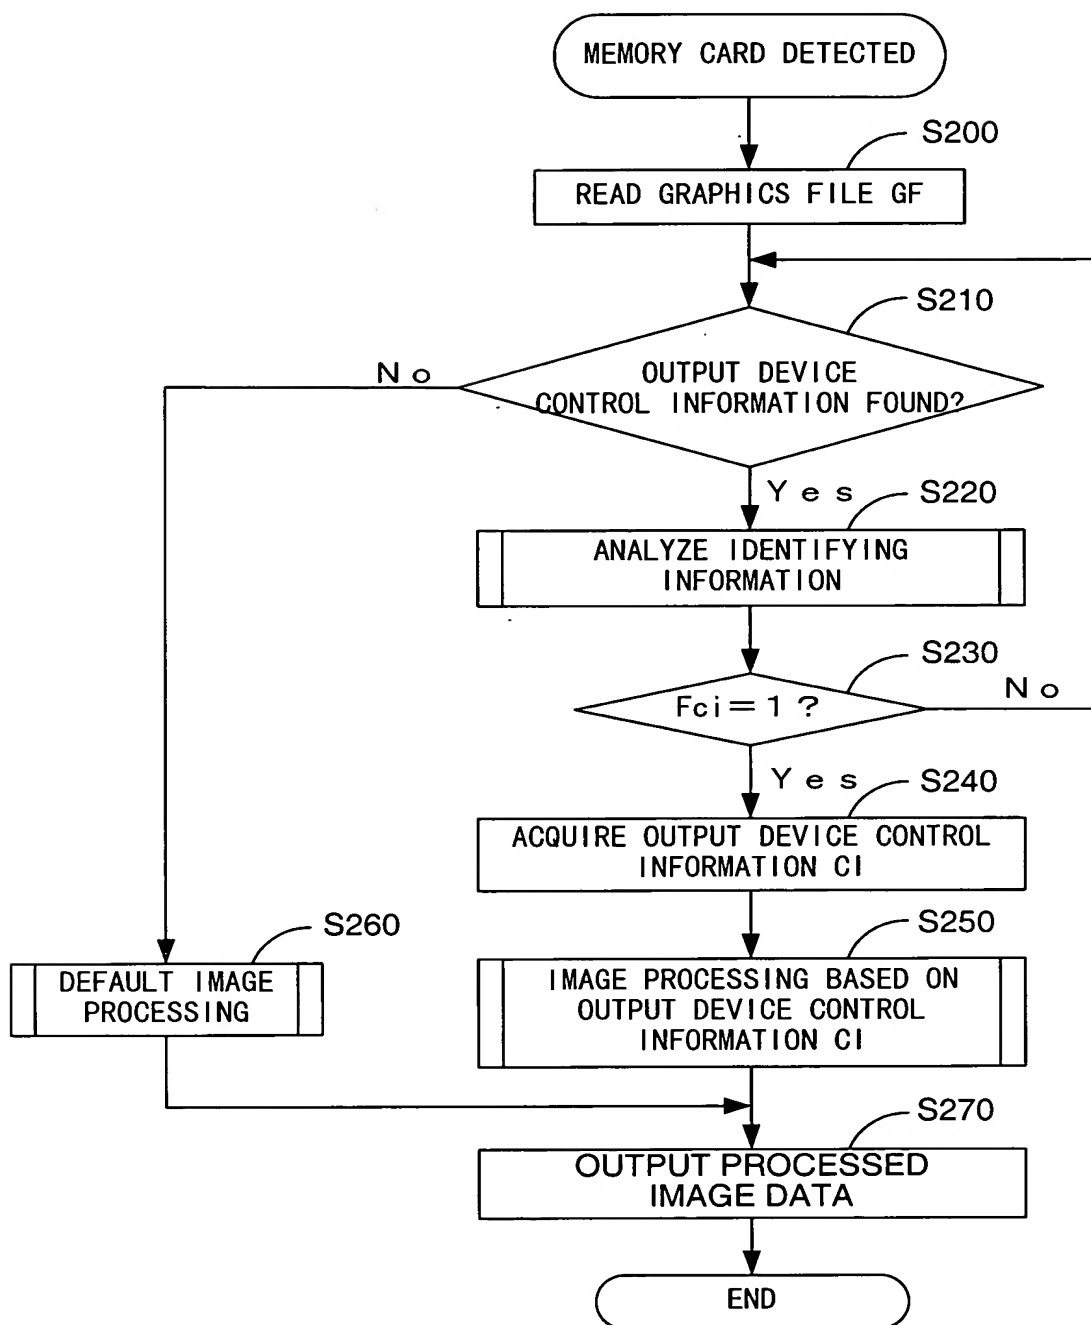 MEMORY CARD DETECTED
S200
READ GRAPHICS FILE GF
S210
No
OUTPUT DEVICE
CONTROL INFORMATION FOUND?
Yes
S220
ANALYZE IDENTIFYING
INFORMATION
S230
Fci=1?
No
Yes
S240
ACQUIRE OUTPUT DEVICE CONTROL
INFORMATION CI
S260
DEFAULT IMAGE
PROCESSING
S250
IMAGE PROCESSING BASED ON
OUTPUT DEVICE CONTROL
INFORMATION CI
S270
OUTPUT PROCESSED
IMAGE DATA
END